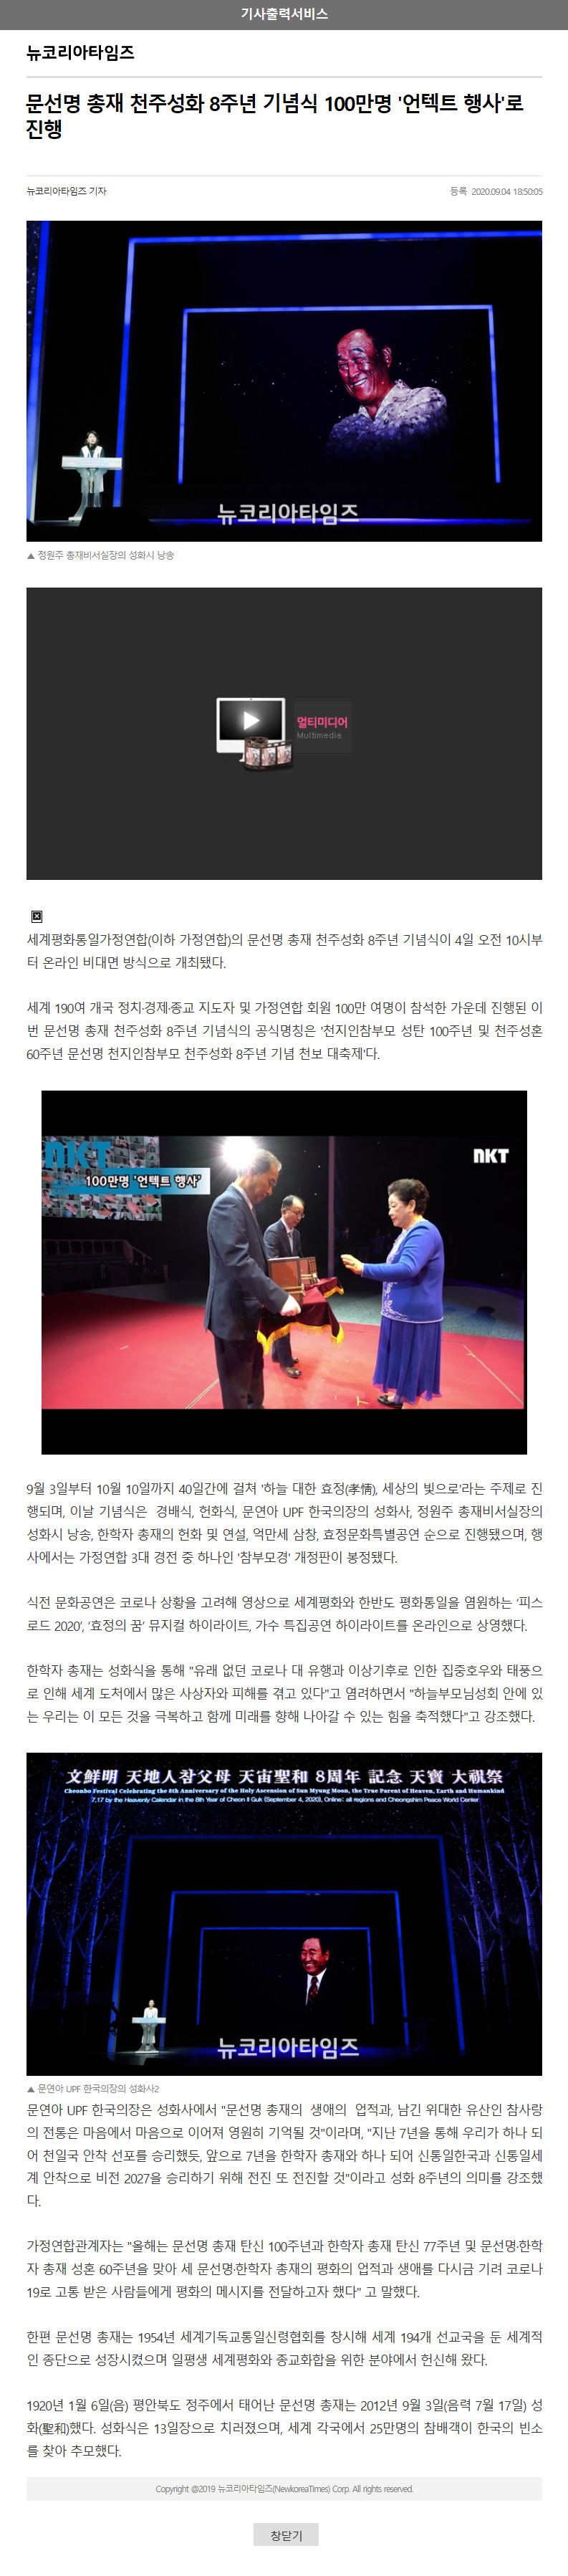 기사출력서비스
뉴코리아타임즈
문선명 총재 천주성화 8주년 기념식 100만명 '언텍트 행사'로
진행
뉴코리아타임즈 기자
등록 2020.09.04 18:50:05
뉴코리아타임즈
▲ 정원주 총재비서실장의 성화시 낭송
멀티미디어
Multimedia
세계평화통일가정연합(이하 가정연합)의 문선명 총재 천주성화 8주년 기념식이 4일 오전 10시부
터 온라인 비대면 방식으로 개최됐다.
세계 190여 개국 정치·경제·종교 지도자 및 가정연합 회원 100만 여명이 참석한 가운데 진행된 이
번 문선명 총재 천주성화 8주년 기념식의 공식명칭은 '천지인참부모 성탄 100주년 및 천주성혼
60주년 문선명 천지인참부모 천주성화 8주년 기념 천보 대축제'다.
NKT
NKT
100만명 '언텍트 행사'
9월 3일부터 10월 10일까지 40일간에 걸쳐 '하늘 대한 효정(孝情), 세상의 빛으로'라는 주제로 진
행되며, 이날 기념식은 경배식, 헌화식, 문연아 UPF 한국의장의 성화사, 정원주 총재비서실장의
성화시 낭송, 한학자 총재의 헌화 및 연설, 억만세 삼창, 효정문화특별공연 순으로 진행됐으며, 행
사에서는 가정연합 3대 경전 중 하나인 '참부모경' 개정판이 봉정됐다.
식전 문화공연은 코로나 상황을 고려해 영상으로 세계평화와 한반도 평화통일을 염원하는 ‘피스
로드 2020’, ‘효정의 꿈’ 뮤지컬 하이라이트, 가수 특집공연 하이라이트를 온라인으로 상영했다.
한학자 총재는 성화식을 통해 "유래 없던 코로나 대 유행과 이상기후로 인한 집중호우와 태풍으
로 인해 세계 도처에서 많은 사상자와 피해를 겪고 있다"고 염려하면서 "하늘부모님성회 안에 있
는 우리는 이 모든 것을 극복하고 함께 미래를 향해 나아갈 수 있는 힘을 축적했다"고 강조했다.
文鮮明 天地人참父母 天宙聖和 8周年 記念 天寶 大祝祭
Cheonbo Festival Celebrating the 8th Anniversary of the Holy Ascension of Sun Myung Moon, the True Parent of Heaven, Earth and Humankind
7.17 by the Heavenly Calendar in the 8th Year of Cheon Il Guk (September 4, 2020), Online: all regions and Cheongshim Peace World Center
뉴코리아타임즈
▲ 문연아 UPF 한국의장의 성화사2
문연아 UPF 한국의장은 성화사에서 "문선명 총재의 생애의 업적과, 남긴 위대한 유산인 참사랑
의 전통은 마음에서 마음으로 이어져 영원히 기억될 것"이라며, "지난 7년을 통해 우리가 하나 되
어 천일국 안착 선포를 승리했듯, 앞으로 7년을 한학자 총재와 하나 되어 신통일한국과 신통일세
계 안착으로 비전 2027을 승리하기 위해 전진 또 전진할 것"이라고 성화 8주년의 의미를 강조했
다.
가정연합관계자는 "올해는 문선명 총재 탄신 100주년과 한학자 총재 탄신 77주년 및 문선명·한학
자 총재 성혼 60주년을 맞아 세 문선명·한학자 총재의 평화의 업적과 생애를 다시금 기려 코로나
19로 고통 받은 사람들에게 평화의 메시지를 전달하고자 했다" 고 말했다.
한편 문선명 총재는 1954년 세계기독교통일신령협회를 창시해 세계 194개 선교국을 둔 세계적
인 종단으로 성장시켰으며 일평생 세계평화와 종교화합을 위한 분야에서 헌신해 왔다.
1920년 1월 6일(음) 평안북도 정주에서 태어난 문선명 총재는 2012년 9월 3일(음력 7월 17일) 성
화(聖和)했다. 성화식은 13일장으로 치러졌으며, 세계 각국에서 25만명의 참배객이 한국의 빈소
를 찾아 추모했다.
Copyright @2019 뉴코리아타임즈(NewkoreaTimes) Corp. All rights reserved.
창닫기